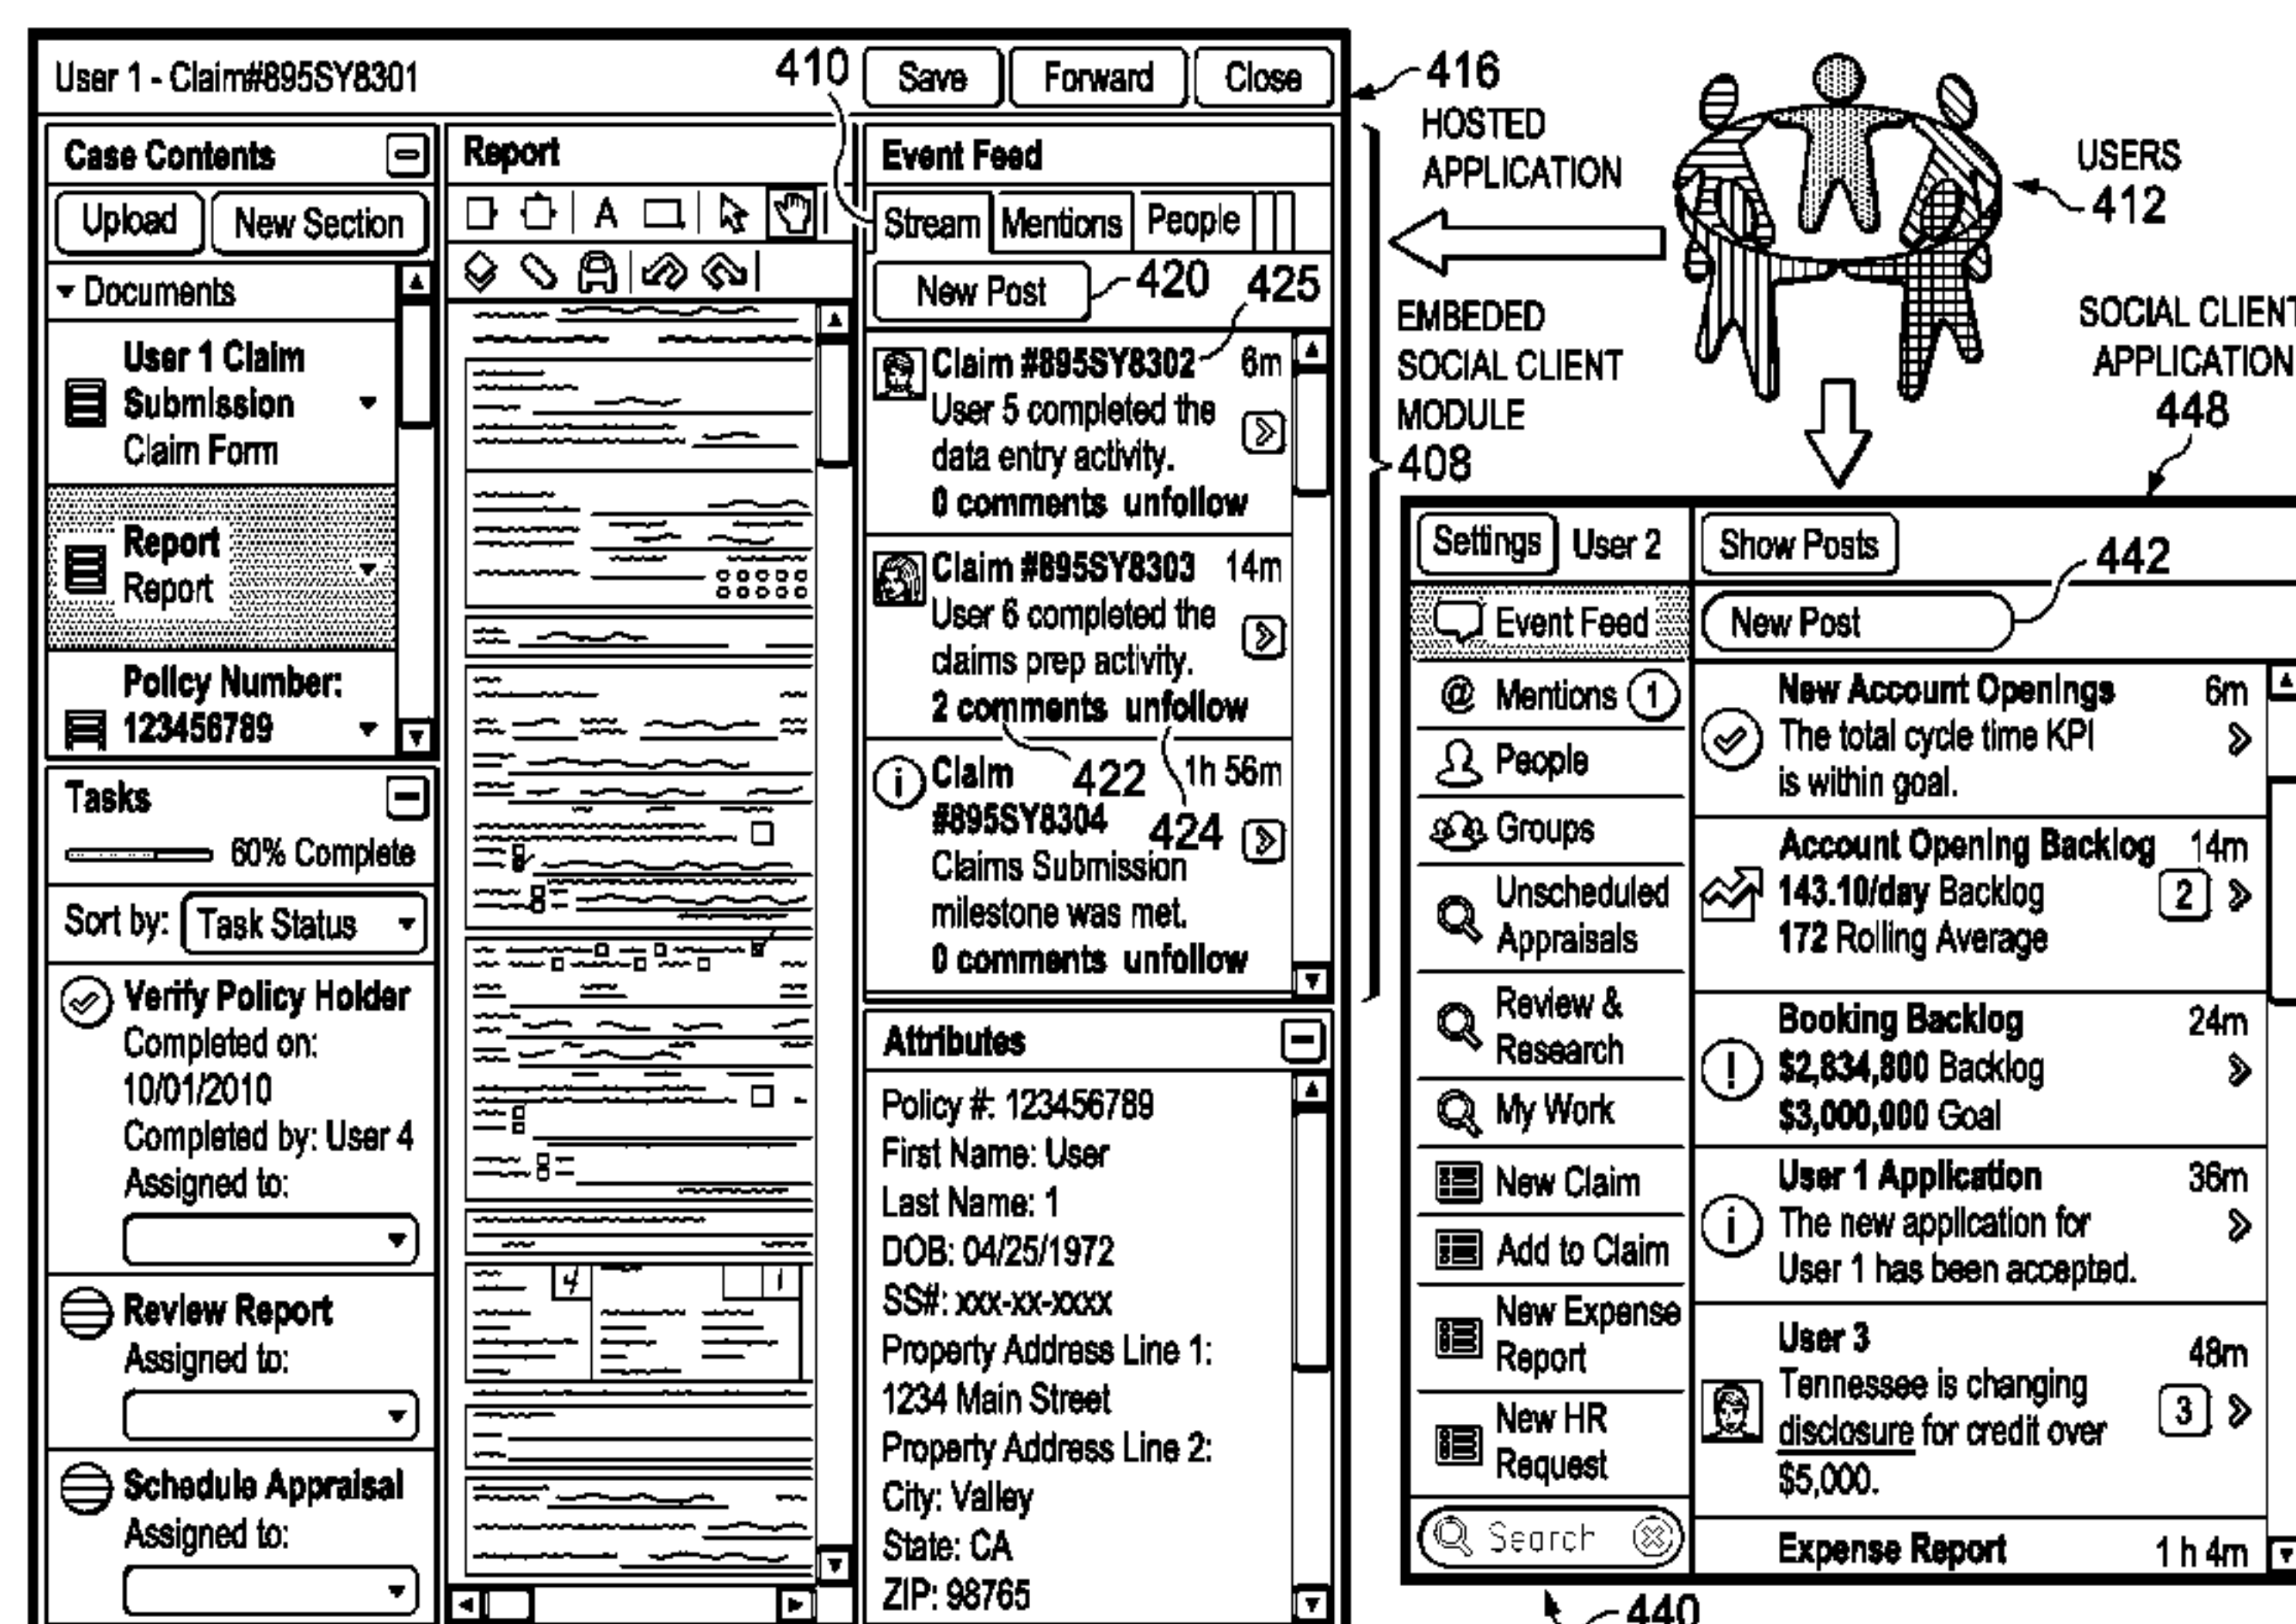 User 1 - Claim#895SY8301
410
Save
Forward
Close
416
HOSTED
APPLICATION
USERS
412
Case Contents
Upload
New Section
Documents
User 1 Claim
Submission
Claim Form
Report
Report
Policy Number:
123456789
Tasks
60% Complete
Sort by:
Task Status
Verify Policy Holder
Completed on:
10/01/2010
Completed by: User 4
Assigned to:
Review Report
Assigned to:
Schedule Appraisal
Assigned to:
Report
A
4
1
Event Feed
Stream
Mentions
People
New Post
420
425
Claim #895SY8302
6m
User 5 completed the
data entry activity.
0 comments unfollow
Claim #895SY8303
14m
User 6 completed the
claims prep activity.
2 comments unfollow
i
Claim
422
1h 56m
#895SY8304
424
Claims Submission
milestone was met.
0 comments unfollow
Attributes
Policy #: 123456789
First Name: User
Last Name: 1
DOB: 04/25/1972
SS#: xxx-xx-xxxx
Property Address Line 1:
1234 Main Street
Property Address Line 2:
City: Valley
State: CA
ZIP: 98765
EMBEDED
SOCIAL CLIENT
MODULE
408
SOCIAL CLIENT
APPLICATION
448
Settings
User 2
Show Posts
442
Event Feed
@ Mentions 1
People
Groups
Unscheduled
Appraisals
Review &
Research
My Work
New Claim
Add to Claim
New Expense
Report
New HR
Request
Search
New Post
New Account Openings
6m
The total cycle time KPI
is within goal.
Account Opening Backlog
14m
143.10/day Backlog
2
172 Rolling Average
Booking Backlog
24m
!
$2,834,800 Backlog
$3,000,000 Goal
User 1 Application
36m
i
The new application for
User 1 has been accepted.
User 3
48m
Tennessee is changing
disclosure for credit over
3
$5,000.
Expense Report
1 h 4m
440